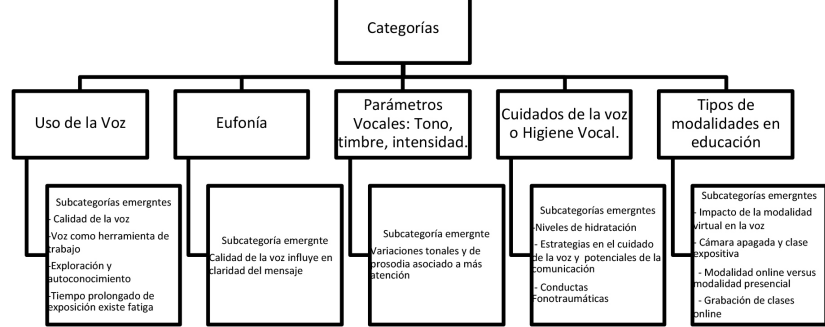 Categorías
Uso de la Voz
Eufonía
Parámetros
Vocales: Tono,
timbre, intensidad.
Cuidados de la voz
o Higiene Vocal.
Tipos de
modalidades en
educación
Subcategorías emergntes
- Calidad de la voz
-Voz como herramienta de
trabajo
-Exploración y
autoconocimiento
-Tiempo prolongado de
exposición existe fatiga
Subcategoría emergnte
Calidad de la voz influye en
claridad del mensaje
Subcategoría emergnte
Variaciones tonales y de
prosodia asociado a más
atención
Subcategorías emergntes
-Niveles de hidratación
- Estrategias en el cuidado
de la voz y potenciales de la
comunicación
- Conductas
Fonotraumáticas
Subcategorías emergntes
- Impacto de la modalidad
virtual en la voz
- Cámara apagada y clase
expositiva
- Modalidad online versus
modalidad presencial
- Grabación de clases
online